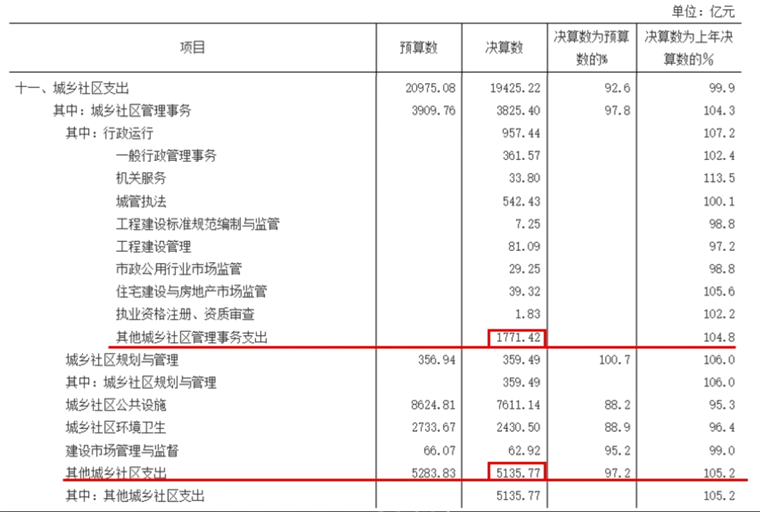 单位：亿元
项目 预算数 决算数 决算数为预算数的% 决算数为上年决算数的%
十一、城乡社区支出 20975.08 19425.22 92.6 99.9
其中：城乡社区管理事务 3909.76 3825.40 97.8 104.3
其中：行政运行 957.44 107.2
一般行政管理事务 361.57 102.4
机关服务 33.80 113.5
城管执法 542.43 100.1
工程建设标准规范编制与监管 7.25 98.8
工程建设管理 81.09 97.2
市政公用行业市场监管 29.25 98.8
住宅建设与房地产市场监管 39.32 105.6
执业资格注册、资质审查 1.83 102.2
其他城乡社区管理事务支出 1771.42 104.8
城乡社区规划与管理 356.94 359.49 100.7 106.0
其中：城乡社区规划与管理 359.49 106.0
城乡社区公共设施 8624.81 7611.14 88.2 95.3
城乡社区环境卫生 2733.67 2430.50 88.9 96.4
建设市场管理与监督 66.07 62.92 95.2 99.0
其他城乡社区支出 5283.83 5135.77 97.2 105.2
其中：其他城乡社区支出 5135.77 105.2